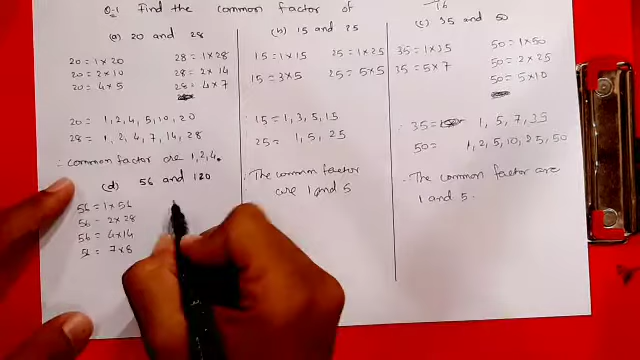 Q-1 Find the common factor of
16
(a) 20 and 28
20 = 1×20
20 = 2×10
20 = 4×5
28 = 1×28
28 = 2×14
28 = 4×7
20 = 1,2,4,5,10,20
28 = 1,2,4,7,14,28
∴ common factor are 1,2,4.
(d) 56 and 120
56 = 1×56
56 = 2×28
56 = 4×14
56 = 7×8
(b) 15 and 25
15 = 1×15
15 = 3×5
25 = 1×25
25 = 5×5
∴ 15 = 1,3,5,15
25 = 1,5,25
∴ The common factor
are 1 and 5
(c) 35 and 50
35 = 1×35
35 = 5×7
50 = 1×50
50 = 2×25
50 = 5×10
∴ 35 = 1,5,7,35
50 = 1,2,5,10,25,50
∴ The common factor are
1 and 5.